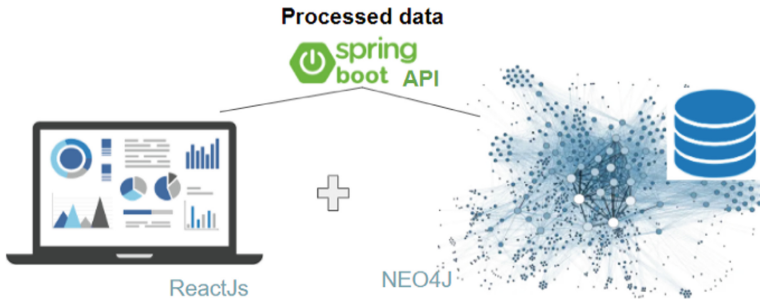 Processed data
spring
boot API
ReactJs
NEO4J